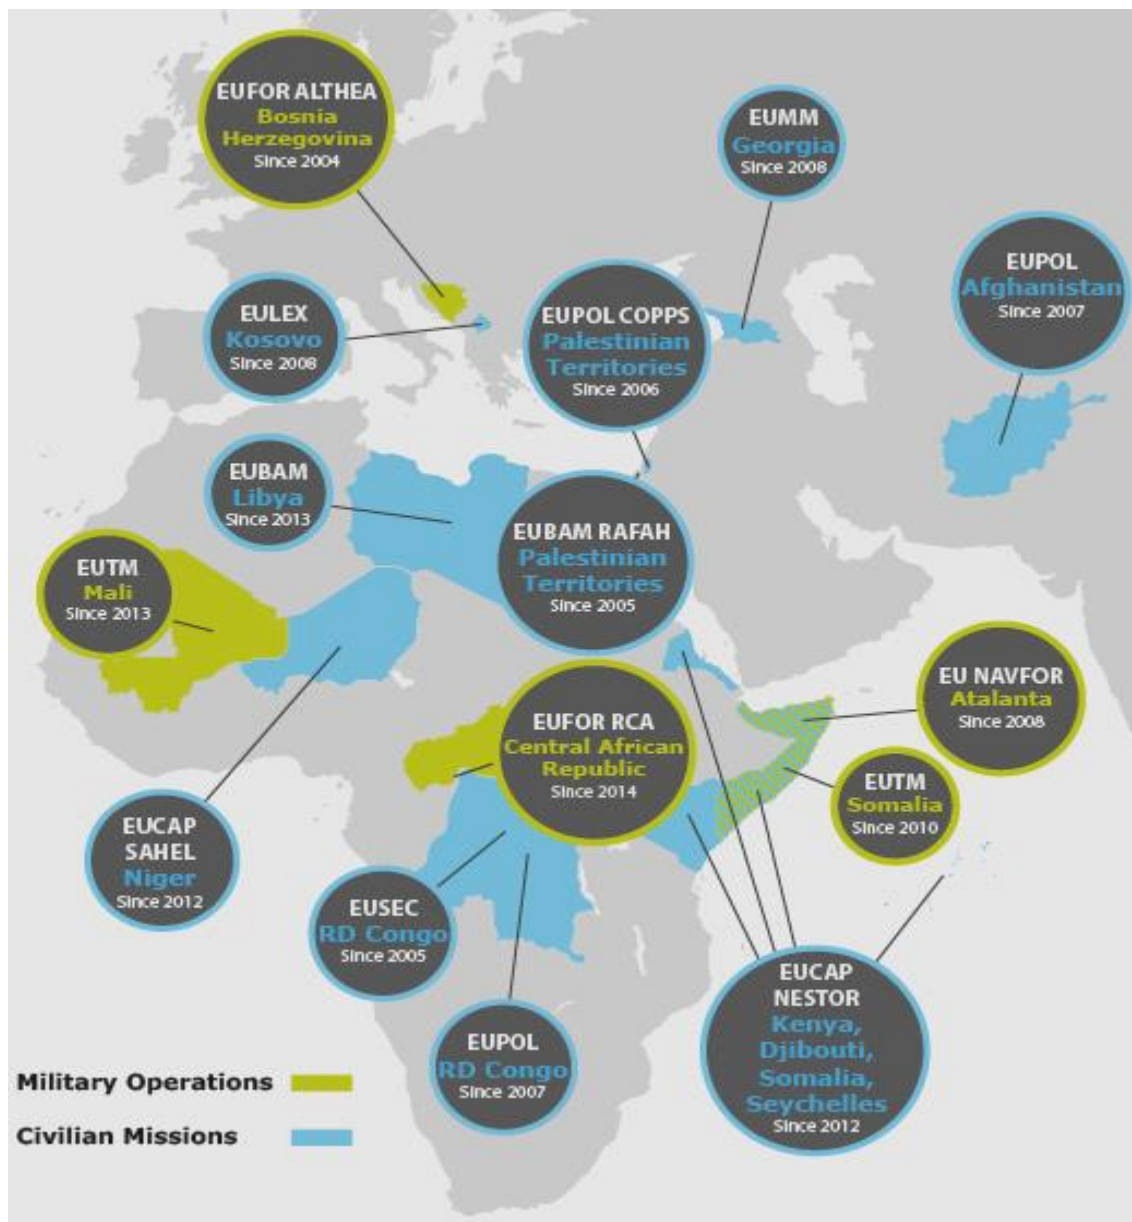 EUFOR ALTHEA
Bosnia
Herzegovina
Since 2004
EUMM
Georgia
Since 2008
EUPOL
Afghanistan
Since 2007
EULEX
Kosovo
Since 2008
EUPOL COPPS
Palestinian
Territories
Since 2006
EUBAM
Libya
Since 2013
EUBAM RAFAH
Palestinian
Territories
Since 2005
EUTM
Mali
Since 2013
EU NAVFOR
Atalanta
Since 2008
EUFOR RCA
Central African
Republic
Since 2014
EUTM
Somalia
Since 2010
EUCAP
SAHEL
Niger
Since 2012
EUSEC
RD Congo
Since 2005
EUCAP
NESTOR
Kenya,
Djibouti,
Somalia,
Seychelles
Since 2012
EUPOL
RD Congo
Since 2007
Military Operations
Civilian Missions